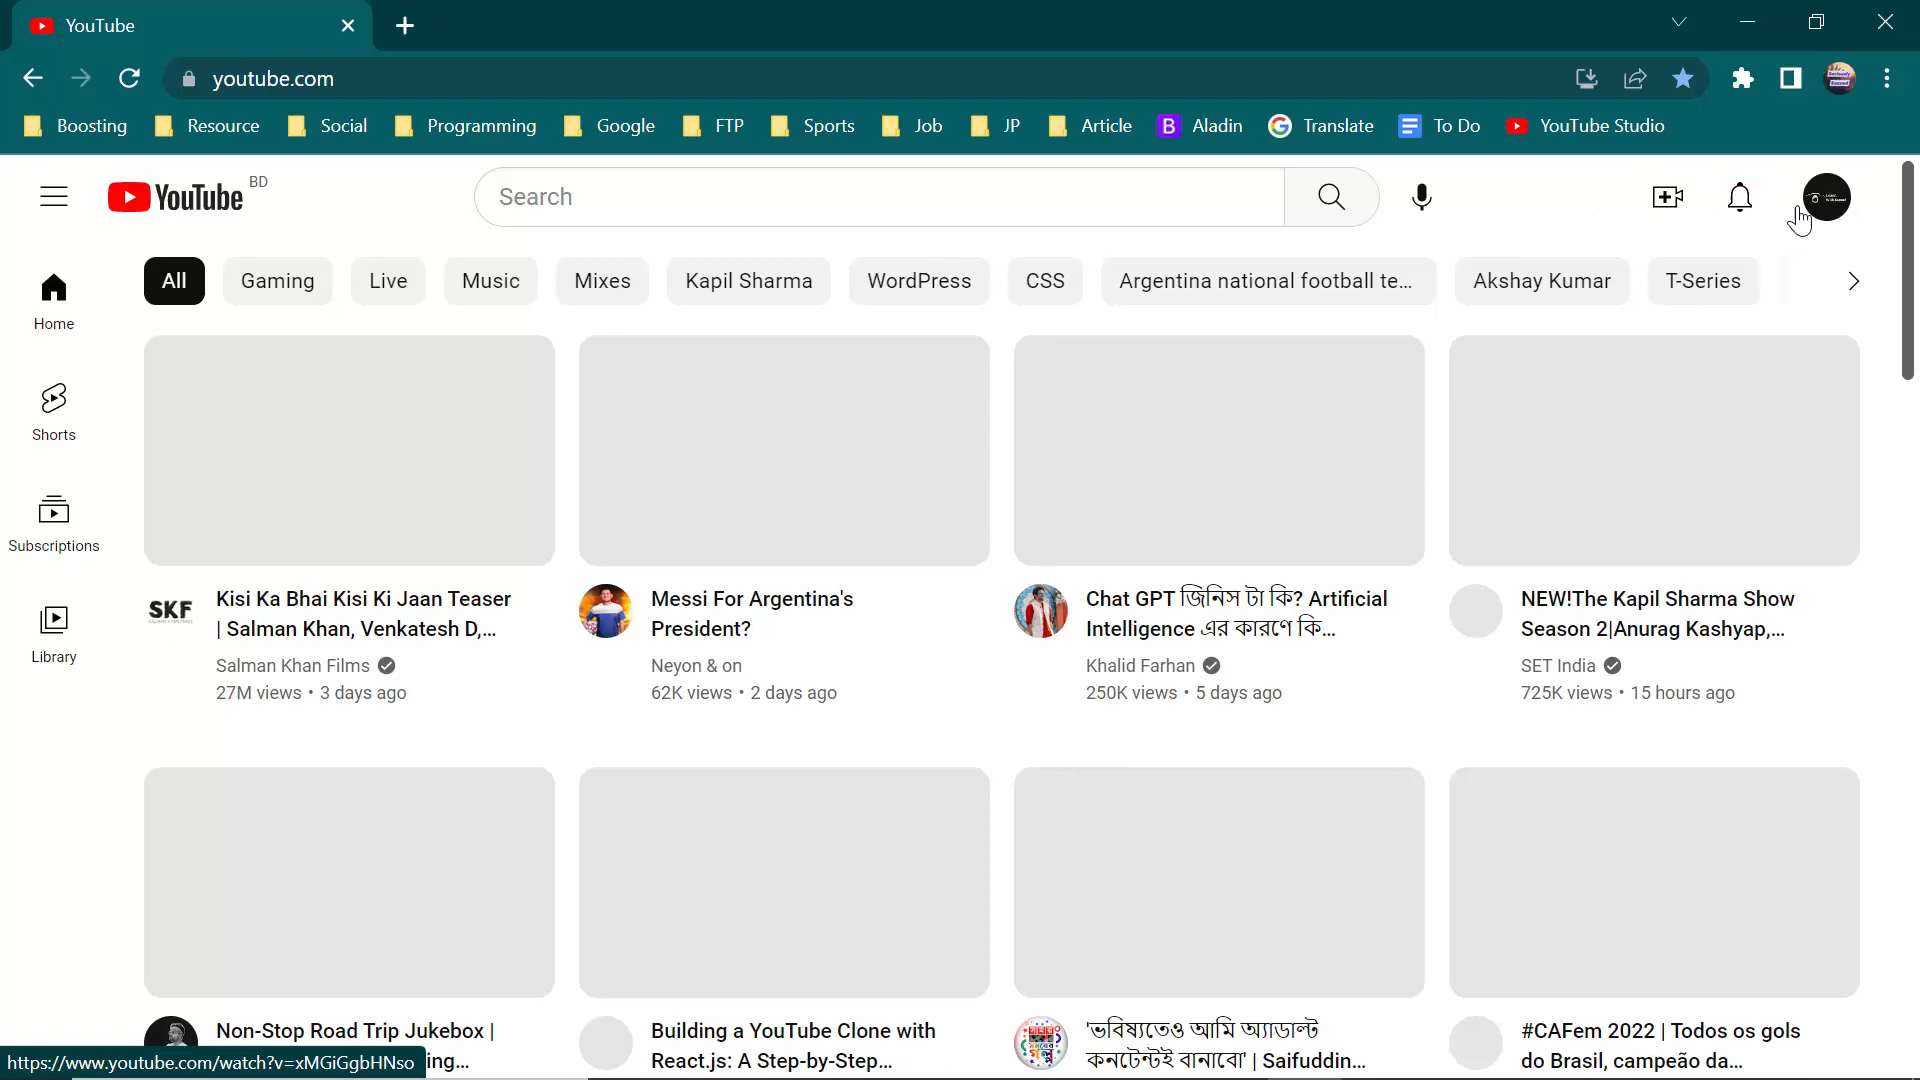 YouTube
youtube.com
Boosting Resource Social Programming Google FTP Sports Job JP Article Aladin Translate To Do YouTube Studio
YouTube BD
Search
All Gaming Live Music Mixes Kapil Sharma WordPress CSS Argentina national football te... Akshay Kumar T-Series
Home
Shorts
Subscriptions
Library
SKF
Kisi Ka Bhai Kisi Ki Jaan Teaser
| Salman Khan, Venkatesh D,...
Salman Khan Films
27M views • 3 days ago
Messi For Argentina's
President?
Neyon & on
62K views • 2 days ago
Chat GPT জিনিস টা কি? Artificial
Intelligence এর কারণে কি...
Khalid Farhan
250K views • 5 days ago
NEW!The Kapil Sharma Show
Season 2|Anurag Kashyap,...
SET India
725K views • 15 hours ago
Non-Stop Road Trip Jukebox |
ing...
Building a YouTube Clone with
React.js: A Step-by-Step...
'ভবিষ্যতেও আমি অ্যাডাল্ট
কনটেন্টই বানাবো' | Saifuddin...
#CAFem 2022 | Todos os gols
do Brasil, campeão da...
https://www.youtube.com/watch?v=xMGiGgbHNso